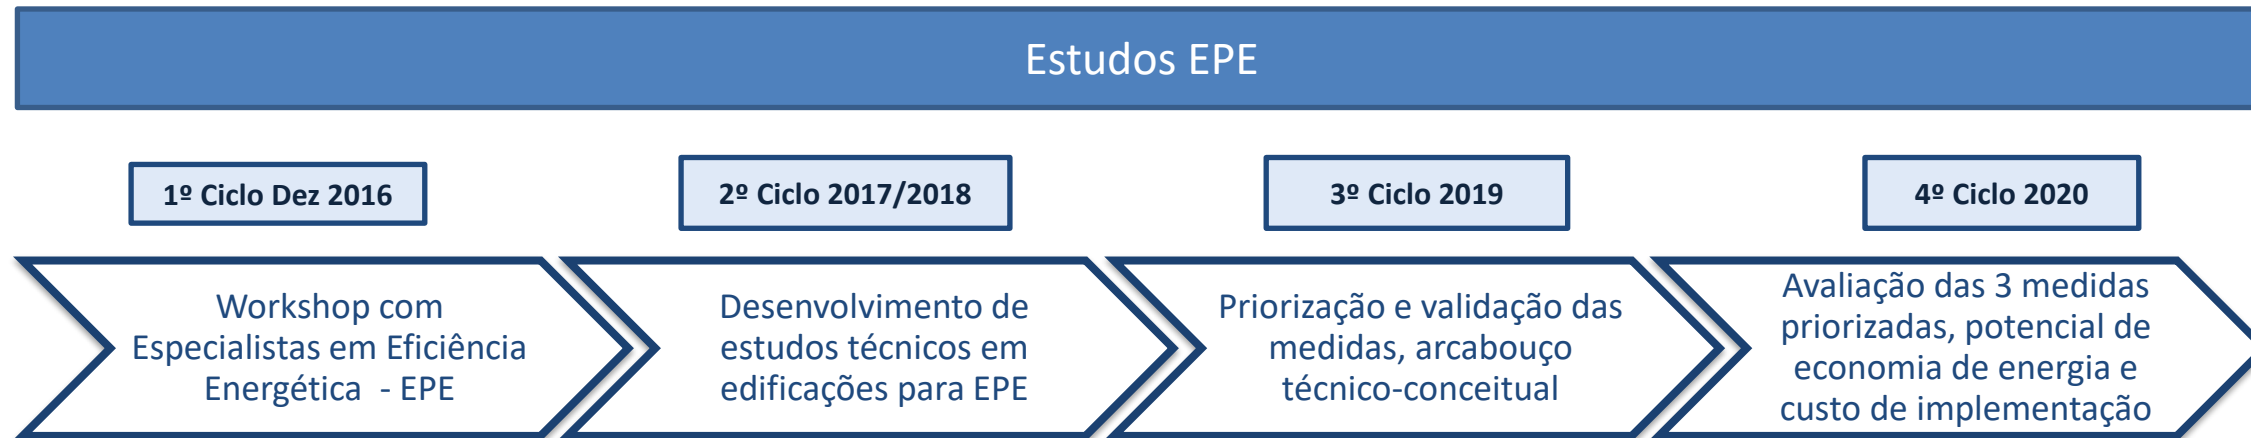 Estudos EPE
1º Ciclo Dez 2016
2º Ciclo 2017/2018
3º Ciclo 2019
4º Ciclo 2020
Workshop com
Especialistas em Eficiência
Energética - EPE
Desenvolvimento de
estudos técnicos em
edificações para EPE
Priorização e validação das
medidas, arcabouço
técnico-conceitual
Avaliação das 3 medidas
priorizadas, potencial de
economia de energia e
custo de implementação